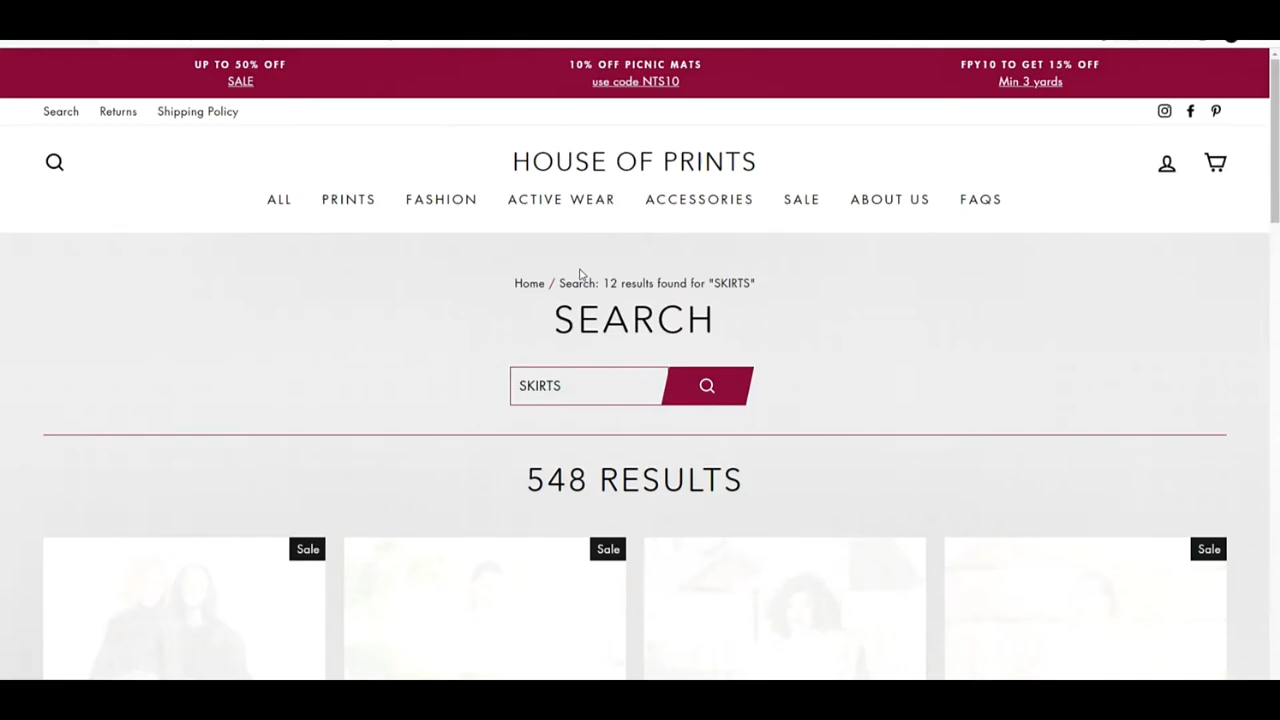 UP TO 50% OFF
SALE
10% OFF PICNIC MATS
use code NTS10
FPY10 TO GET 15% OFF
Min 3 yards
Search Returns Shipping Policy
HOUSE OF PRINTS
ALL PRINTS FASHION ACTIVE WEAR ACCESSORIES SALE ABOUT US FAQS
Home / Search: 12 results found for "SKIRTS"
SEARCH
SKIRTS
548 RESULTS
Sale Sale Sale